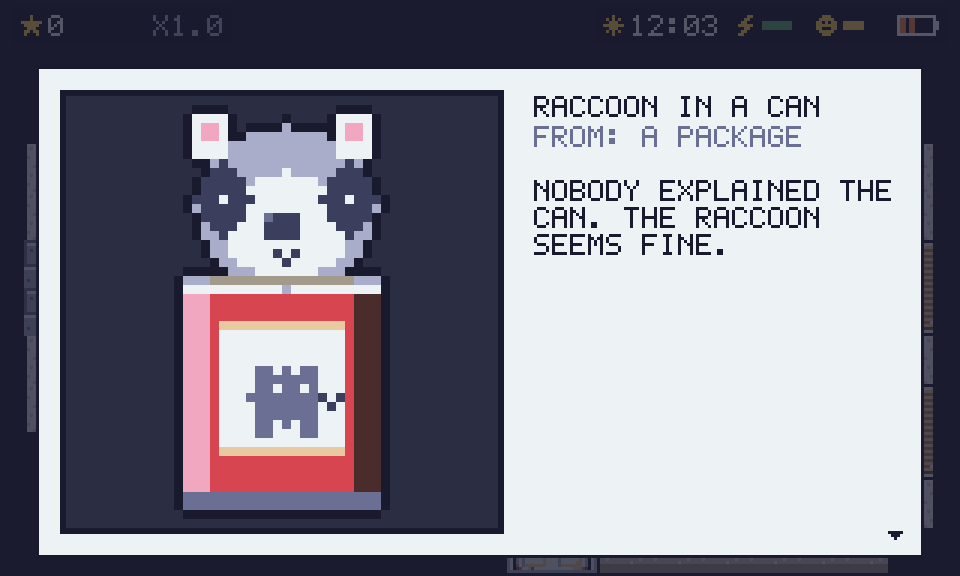 0
X1.0
12:03
RACCOON IN A CAN
FROM: A PACKAGE
NOBODY EXPLAINED THE
CAN. THE RACCOON
SEEMS FINE.